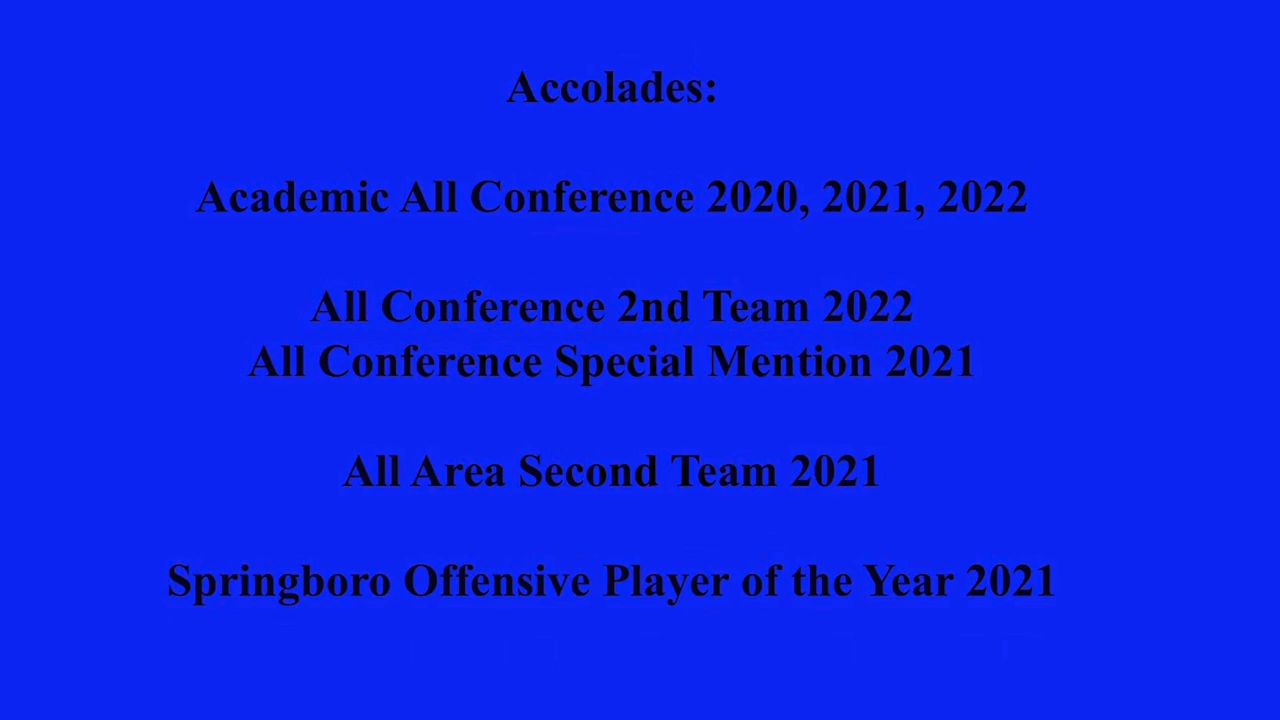 Accolades:
Academic All Conference 2020, 2021, 2022
All Conference 2nd Team 2022
All Conference Special Mention 2021
All Area Second Team 2021
Springboro Offensive Player of the Year 2021